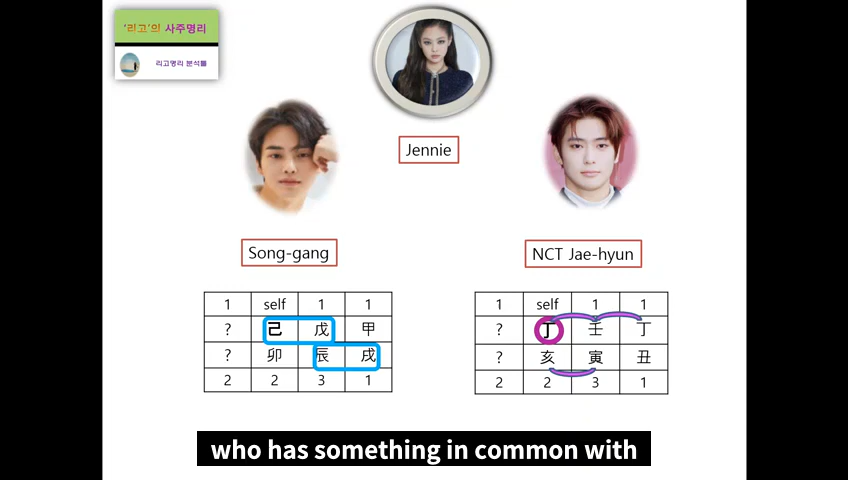 '리고'의 사주명리
리고명리 분석툴
Jennie
Song-gang
NCT Jae-hyun
1 self 1 1
? 己 戊 甲
? 卯 辰 戌
2 2 3 1
1 self 1 1
? 丁 壬 丁
? 亥 寅 丑
2 2 3 1
who has something in common with